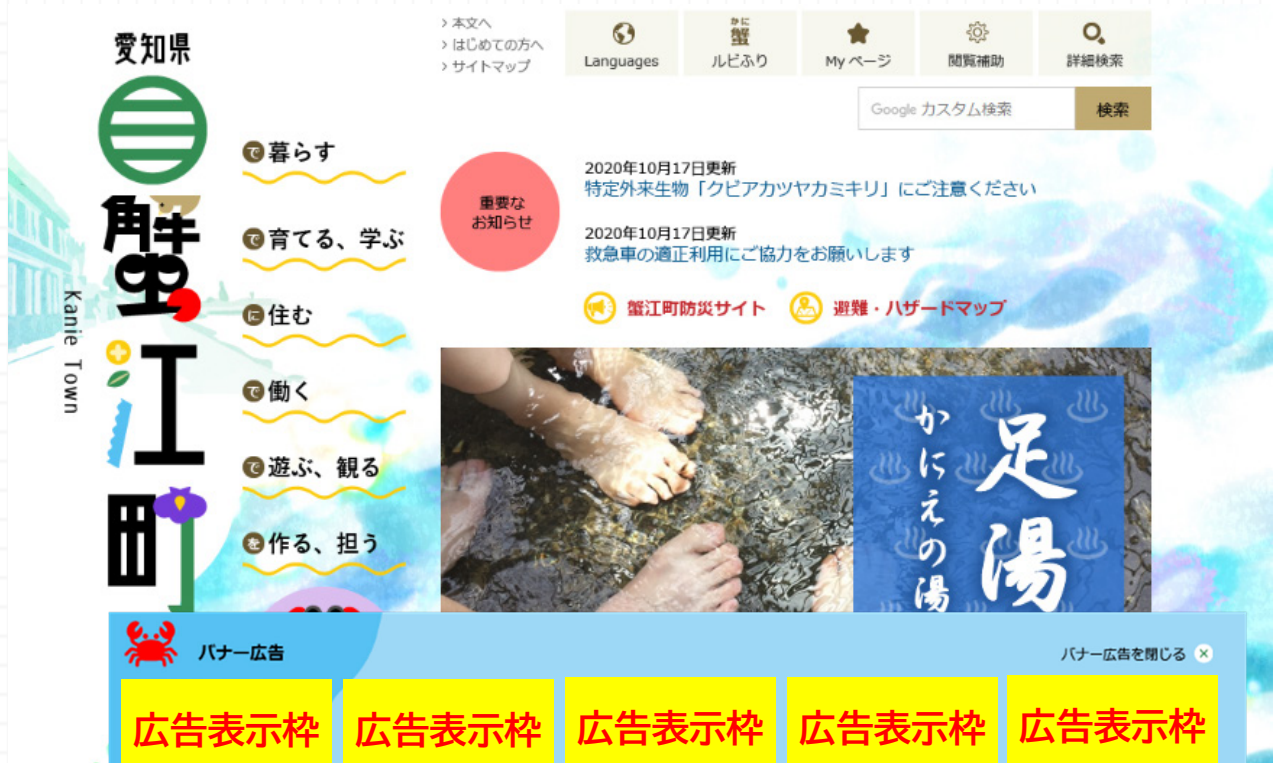 愛知県
蟹江町
Kanie Town
で暮らす
で育てる、学ぶ
に住む
で働く
で遊ぶ、観る
を作る、担う
> 本文へ
> はじめての方へ
> サイトマップ
Languages
かに
蟹
ルビふり
My ページ
閲覧補助
詳細検索
Google カスタム検索
検索
重要な
お知らせ
2020年10月17日更新
特定外来生物「クビアカツヤカミキリ」にご注意ください
2020年10月17日更新
救急車の適正利用にご協力をお願いします
蟹江町防災サイト
避難・ハザードマップ
足湯
かにえの湯
バナー広告
バナー広告を閉じる ×
広告表示枠
広告表示枠
広告表示枠
広告表示枠
広告表示枠